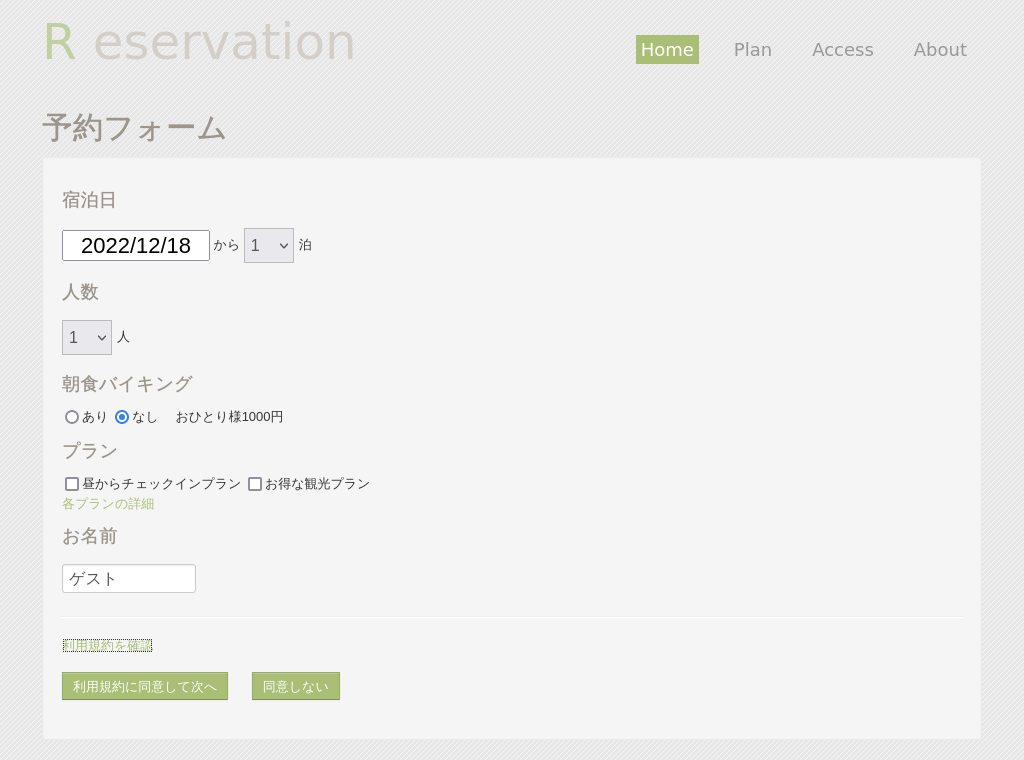 R eservation
Home Plan Access About
予約フォーム
宿泊日
2022/12/18 から 1 泊
人数
1 人
朝食バイキング
あり なし おひとり様1000円
プラン
昼からチェックインプラン お得な観光プラン
各プランの詳細
お名前
ゲスト
利用規約を確認
利用規約に同意して次へ 同意しない